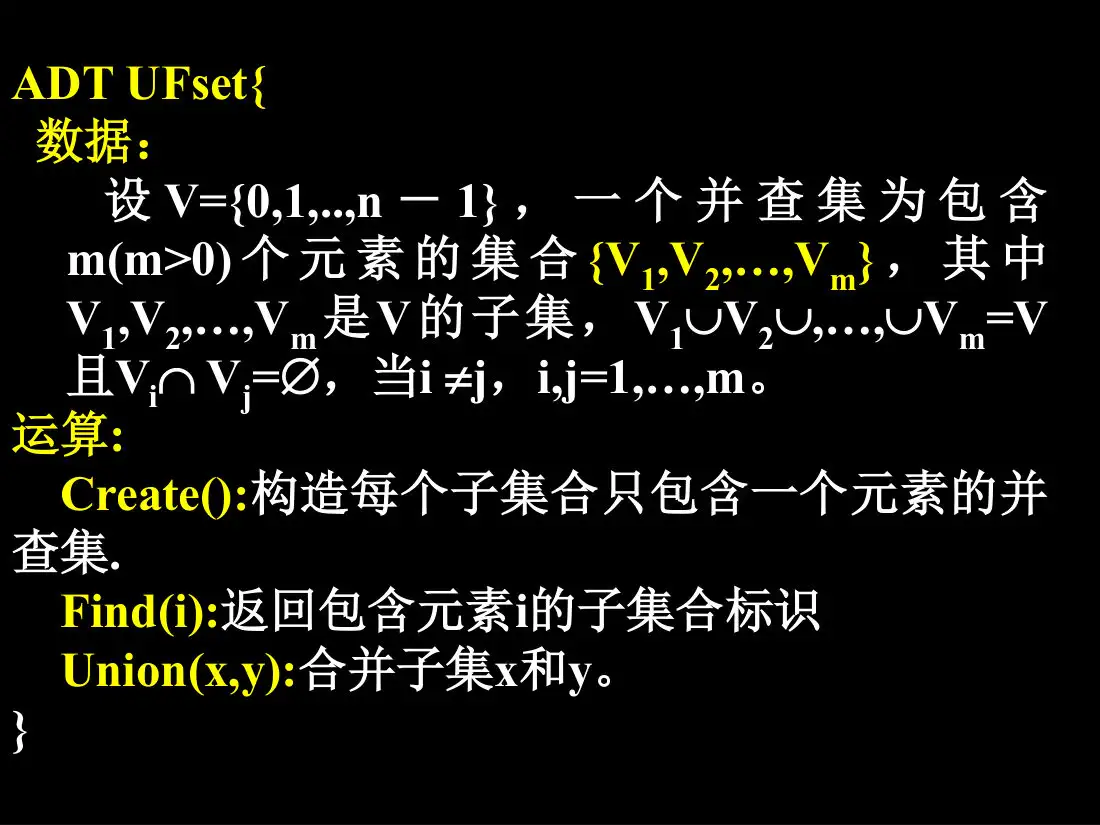 ADT UFset{
数据：
设V={0,1,..,n－1}，一个并查集为包含
m(m>0)个元素的集合{V1,V2,…,Vm}，其中
V1,V2,…,Vm是V的子集，V1∪V2∪,…,∪Vm=V
且Vi∩ Vj=∅，当i ≠j，i,j=1,…,m。
运算:
Create():构造每个子集合只包含一个元素的并
查集.
Find(i):返回包含元素i的子集合标识
Union(x,y):合并子集x和y。
}